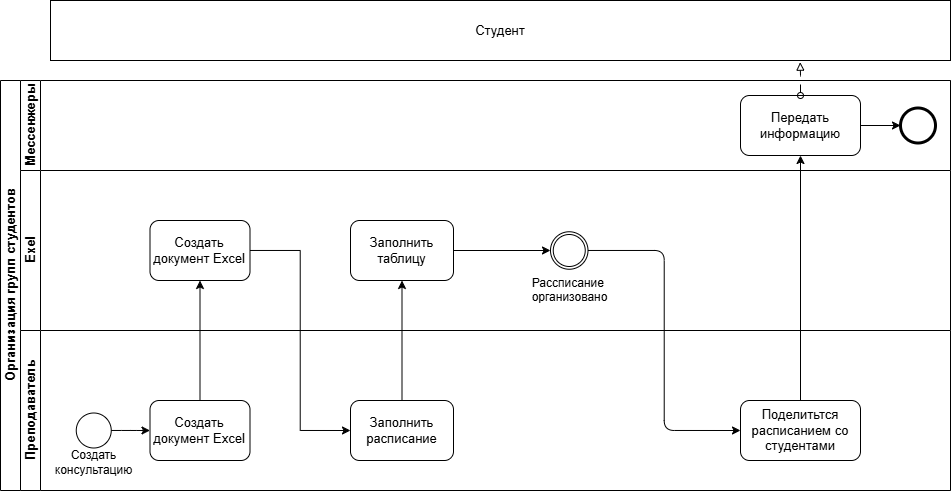 Студент
Организация групп студентов
Мессенжеры
Передать
информацию
Exel
Создать
документ Excel
Заполнить
таблицу
Рассписание
организовано
Преподаватель
Создать
консультацию
Создать
документ Excel
Заполнить
расписание
Поделитьтся
расписанием со
студентами